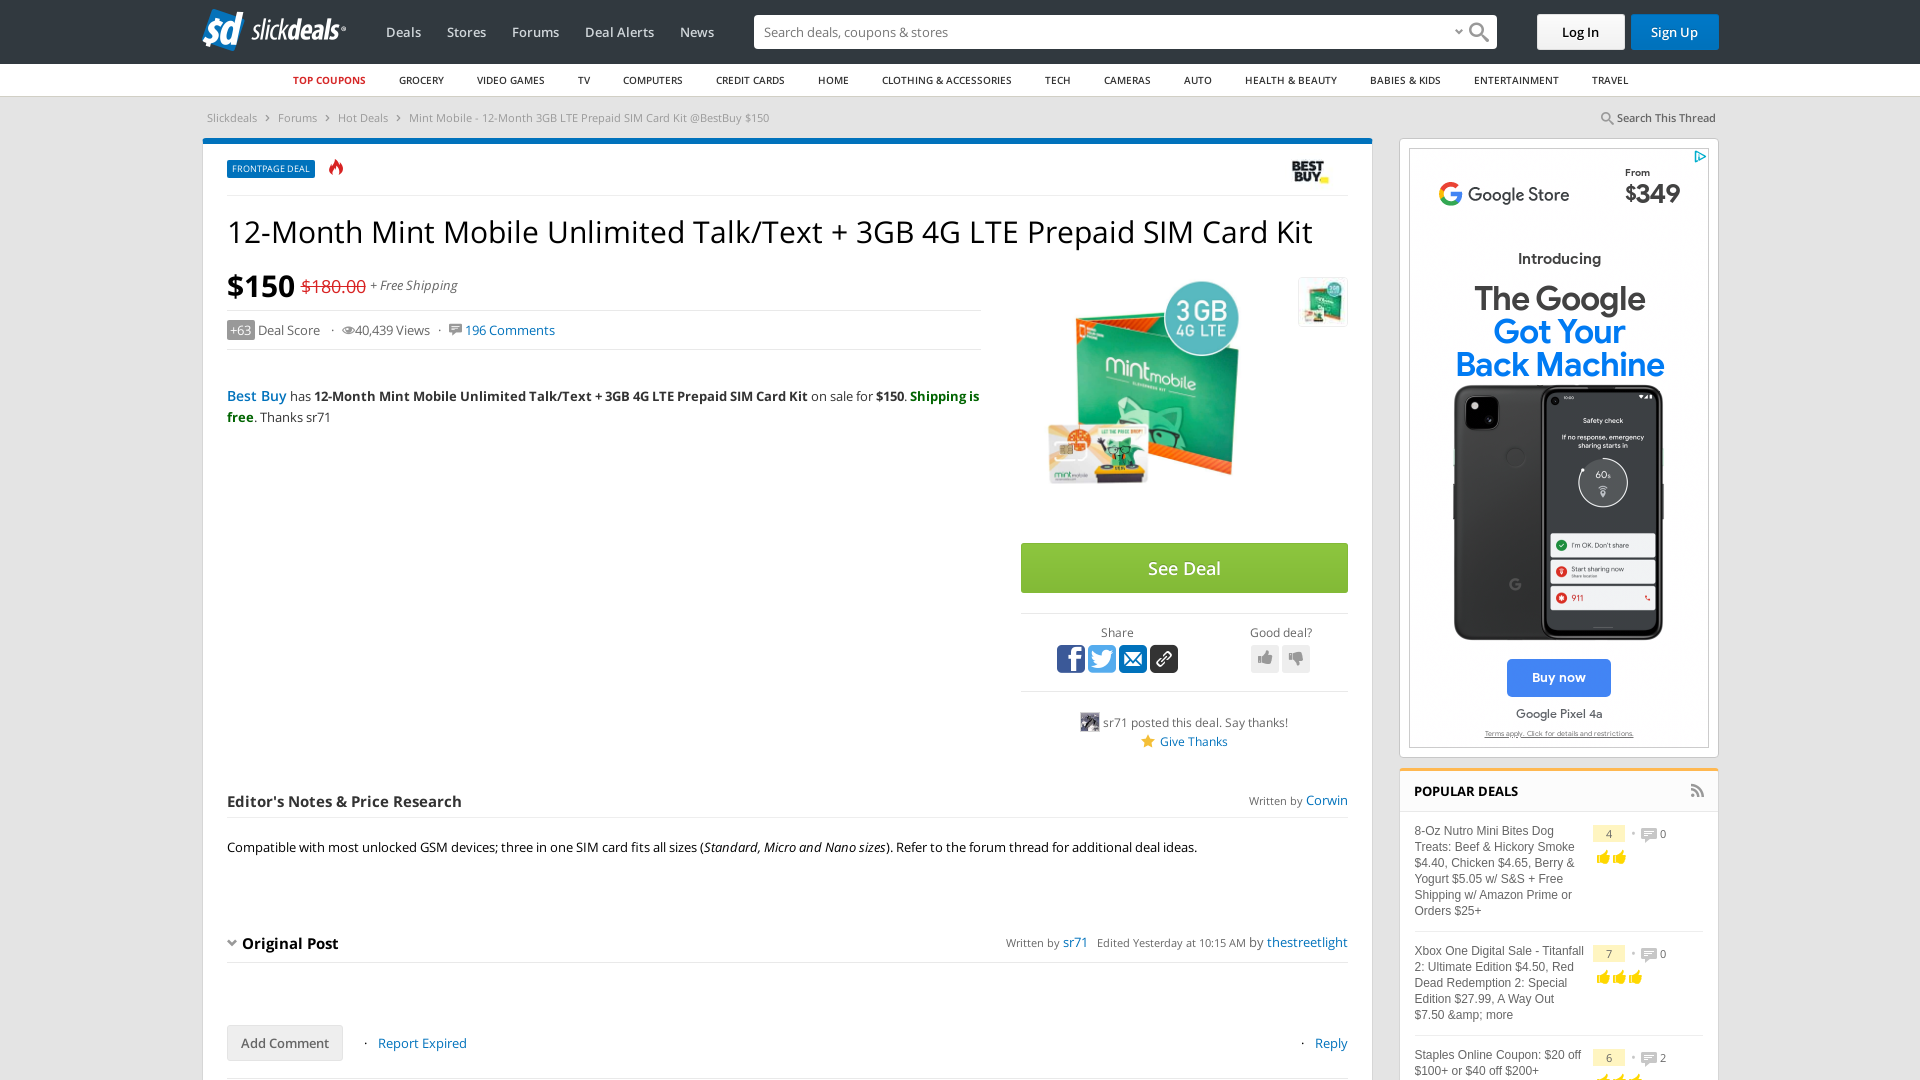 sd slickdeals
Deals
Stores
Forums
Deal Alerts
News
Search deals, coupons & stores
Log In
Sign Up
TOP COUPONS
GROCERY
VIDEO GAMES
TV
COMPUTERS
CREDIT CARDS
HOME
CLOTHING & ACCESSORIES
TECH
CAMERAS
AUTO
HEALTH & BEAUTY
BABIES & KIDS
ENTERTAINMENT
TRAVEL
Slickdeals > Forums > Hot Deals > Mint Mobile - 12-Month 3GB LTE Prepaid SIM Card Kit @BestBuy $150
Search This Thread
FRONTPAGE DEAL
BEST
BUY
12-Month Mint Mobile Unlimited Talk/Text + 3GB 4G LTE Prepaid SIM Card Kit
$150 $180.00 + Free Shipping
+63 Deal Score · 40,439 Views · 196 Comments
Best Buy has 12-Month Mint Mobile Unlimited Talk/Text + 3GB 4G LTE Prepaid SIM Card Kit on sale for $150. Shipping is
free. Thanks sr71
3GB
4G LTE
mintmobile
mint mobile
See Deal
Share
Good deal?
sr71 posted this deal. Say thanks!
Give Thanks
Editor's Notes & Price Research
Written by Corwin
Compatible with most unlocked GSM devices; three in one SIM card fits all sizes (Standard, Micro and Nano sizes). Refer to the forum thread for additional deal ideas.
Original Post
Written by sr71 Edited Yesterday at 10:15 AM by thestreetlight
Add Comment
· Report Expired
· Reply
Google Store
From
$349
Introducing
The Google
Got Your
Back Machine
Safety check
If no response, emergency
sharing starts in
60s
I'm OK. Don't share
Start sharing now
Share location
911
Buy now
Google Pixel 4a
Terms apply. Click for details and restrictions.
POPULAR DEALS
8-Oz Nutro Mini Bites Dog
Treats: Beef & Hickory Smoke
$4.40, Chicken $4.65, Berry &
Yogurt $5.05 w/ S&S + Free
Shipping w/ Amazon Prime or
Orders $25+
4 • 0
Xbox One Digital Sale - Titanfall
2: Ultimate Edition $4.50, Red
Dead Redemption 2: Special
Edition $27.99, A Way Out
$7.50 &amp; more
7 • 0
Staples Online Coupon: $20 off
$100+ or $40 off $200+
6 • 2